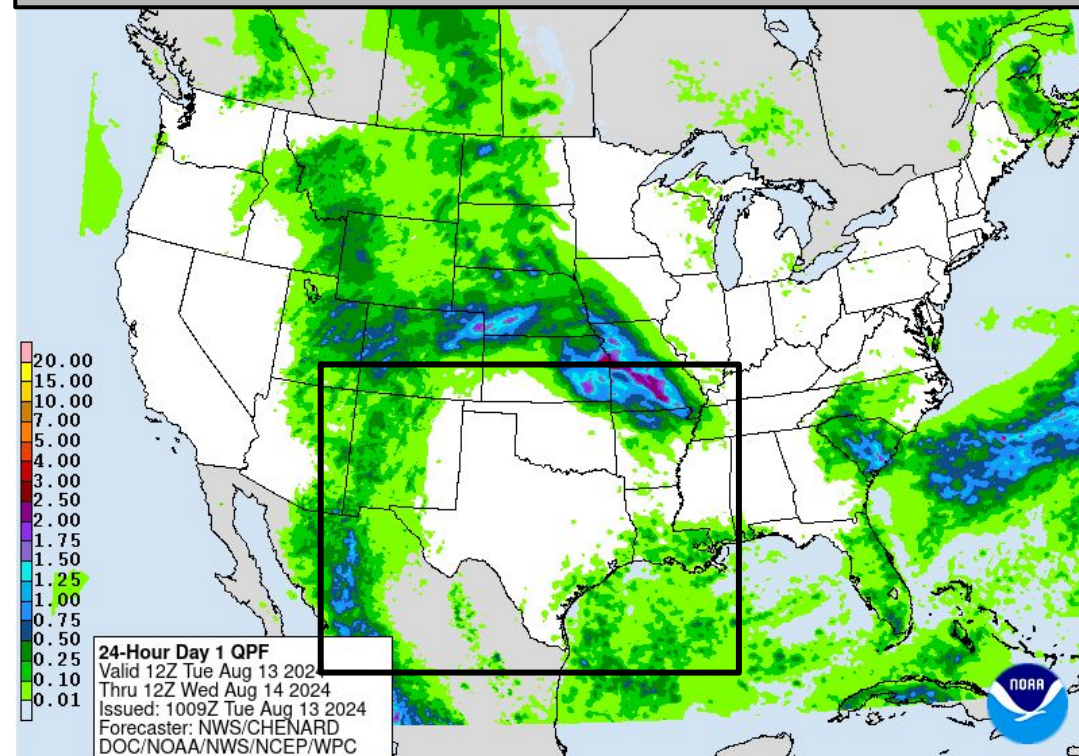 20.00
15.00
10.00
7.00
5.00
4.00
3.00
2.50
2.00
1.75
1.50
1.25
1.00
0.75
0.50
0.25
0.10
0.01
24-Hour Day 1 QPF
Valid 12Z Tue Aug 13 2024
Thru 12Z Wed Aug 14 2024
Issued: 1009Z Tue Aug 13 2024
Forecaster: NWS/CHENARD
DOC/NOAA/NWS/NCEP/WPC
NOAA